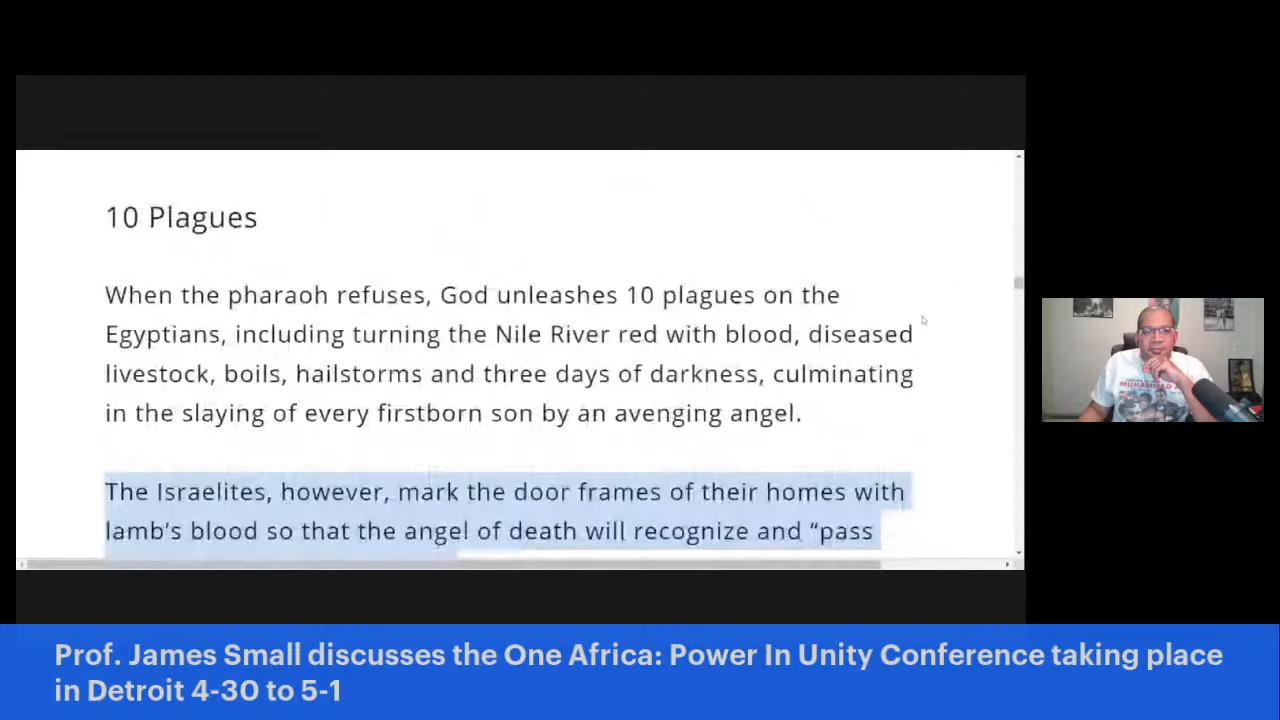 10 Plagues
When the pharaoh refuses, God unleashes 10 plagues on the
Egyptians, including turning the Nile River red with blood, diseased
livestock, boils, hailstorms and three days of darkness, culminating
in the slaying of every firstborn son by an avenging angel.
The Israelites, however, mark the door frames of their homes with
lamb’s blood so that the angel of death will recognize and “pass
MUHAMMAD
Prof. James Small discusses the One Africa: Power In Unity Conference taking place
in Detroit 4-30 to 5-1